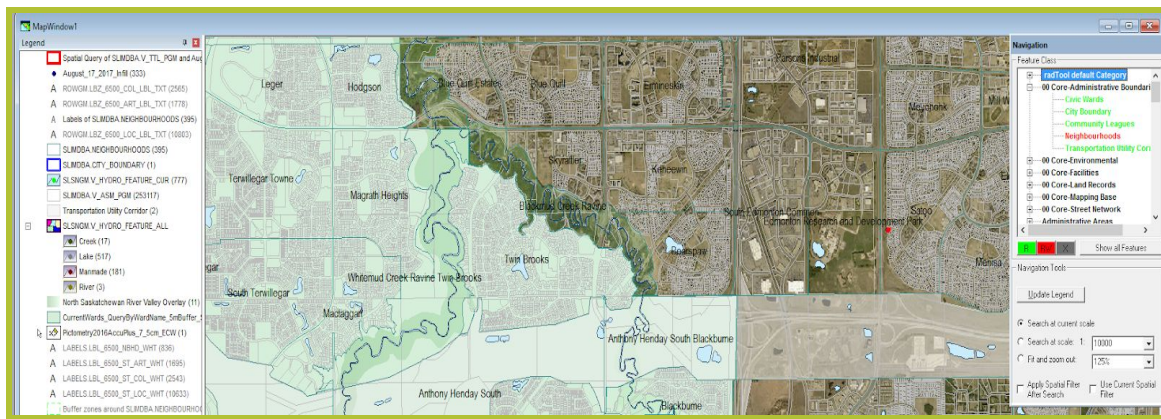 MapWindow1
Legend
Spatial Query of SLIMDBA.V_TTL_PGM and Aug
August_17_2017_Infill (333)
A ROWGM.LBZ_6500_COL_LBL_TXT (2565)
A ROWGM.LBZ_6500_ART_LBL_TXT (1778)
A Labels of SLIMDBA.NEIGHBOURHOODS (395)
A ROWGM.LBZ_6500_LOC_LBL_TXT (10803)
SLIMDBA.NEIGHBOURHOODS (395)
SLIMDBA.CITY_BOUNDARY (1)
SLSNGM.V_HYDRO_FEATURE_CUR (777)
SLIMDBA.V_ASM_PGM (253117)
Transportation Utility Corridor (2)
SLSNGM.V_HYDRO_FEATURE_ALL
Creek (17)
Lake (517)
Manmade (181)
River (3)
North Saskatchewan River Valley Overlay (11)
CurrentWards_QueryByWardName_5mBuffer_S
Pictometry2016AccuPlus_7_5cm_ECW (1)
A LABELS.LBL_6500_NBHD_WHT (836)
A LABELS.LBL_6500_ST_ART_WHT (1695)
A LABELS.LBL_6500_ST_COL_WHT (2543)
A LABELS.LBL_6500_ST_LOC_WHT (10633)
Buffer zones around SLIMDBA.NEIGHBOURHO
Leger
Hodgson
Blue Quill Estates
Blue Quill
Ermineskin
Parsons Industrial
Meyonohk
Mill W
Skyrattler
Keheewin
Terwillegar Towne
Magrath Heights
Blackmud Creek Ravine
South Edmonton Common
Edmonton Research and Development Park
Satoo
Twin Brooks
Bearspaw
Menisa
Whitemud Creek Ravine Twin Brooks
South Terwillegar
Mactaggart
Anthony Henday South Blackburne
Anthony Henday South
Blackburne
Navigation
Feature Class
radTool default Category
00 Core-Administrative Boundari
Civic Wards
City Boundary
Community Leagues
Neighbourhoods
Transportation Utility Corr
00 Core-Environmental
00 Core-Facilities
00 Core-Land Records
00 Core-Mapping Base
00 Core-Street Network
Administrative Areas
Show all Features
Navigation Tools
Update Legend
Search at current scale
Search at scale: 1: 10000
Fit and zoom out: 125%
Apply Spatial Filter After Search
Use Current Spatial Filter